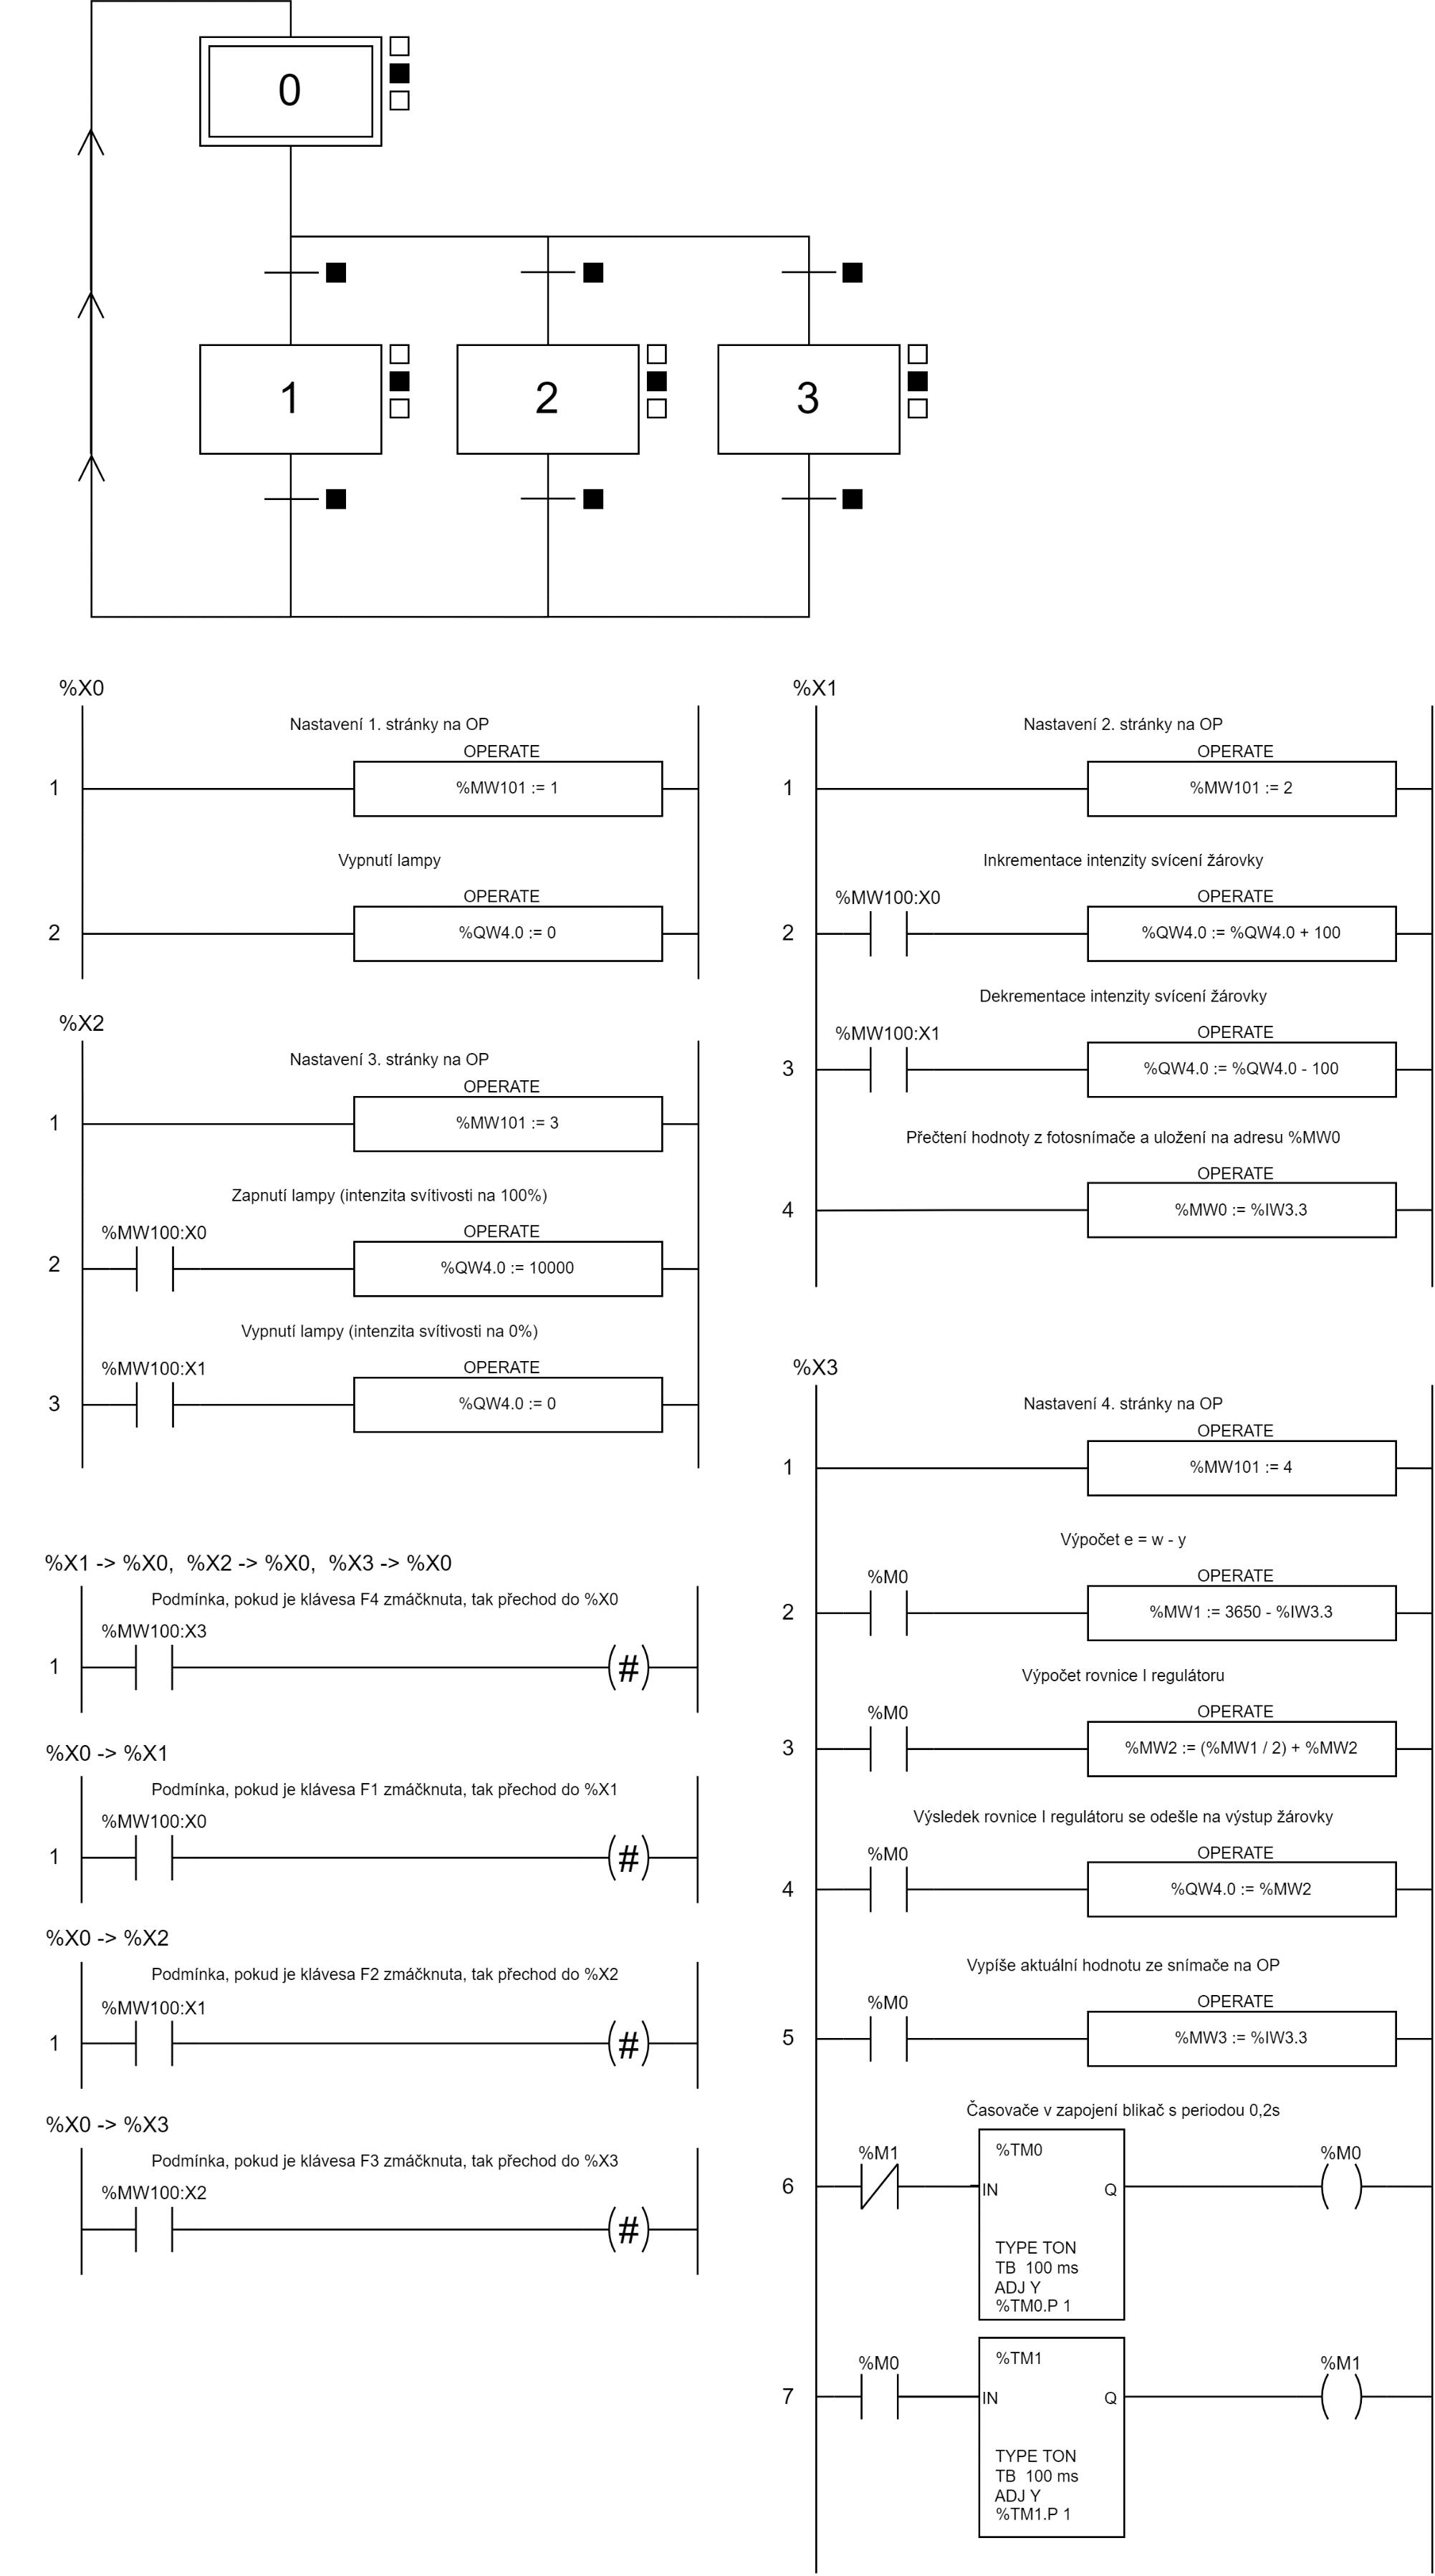 0
1
2
3
%X0
Nastavení 1. stránky na OP
OPERATE
1
%MW101 := 1
Vypnutí lampy
OPERATE
2
%QW4.0 := 0
%X1
Nastavení 2. stránky na OP
OPERATE
1
%MW101 := 2
Inkrementace intenzity svícení žárovky
%MW100:X0
OPERATE
2
%QW4.0 := %QW4.0 + 100
Dekrementace intenzity svícení žárovky
%MW100:X1
OPERATE
3
%QW4.0 := %QW4.0 - 100
Přečtení hodnoty z fotosnímače a uložení na adresu %MW0
OPERATE
4
%MW0 := %IW3.3
%X2
Nastavení 3. stránky na OP
OPERATE
1
%MW101 := 3
Zapnutí lampy (intenzita svítivosti na 100%)
%MW100:X0
OPERATE
2
%QW4.0 := 10000
Vypnutí lampy (intenzita svítivosti na 0%)
%MW100:X1
OPERATE
3
%QW4.0 := 0
%X3
Nastavení 4. stránky na OP
OPERATE
1
%MW101 := 4
Výpočet e = w - y
%M0
OPERATE
2
%MW1 := 3650 - %IW3.3
Výpočet rovnice I regulátoru
%M0
OPERATE
3
%MW2 := (%MW1 / 2) + %MW2
Výsledek rovnice I regulátoru se odešle na výstup žárovky
%M0
OPERATE
4
%QW4.0 := %MW2
Vypíše aktuální hodnotu ze snímače na OP
%M0
OPERATE
5
%MW3 := %IW3.3
Časovače v zapojení blikač s periodou 0,2s
%M1
%TM0
%M0
6
IN
Q
TYPE TON
TB 100 ms
ADJ Y
%TM0.P 1
%M0
%TM1
%M1
7
IN
Q
TYPE TON
TB 100 ms
ADJ Y
%TM1.P 1
%X1 -> %X0, %X2 -> %X0, %X3 -> %X0
Podmínka, pokud je klávesa F4 zmáčknuta, tak přechod do %X0
%MW100:X3
1
(#)
%X0 -> %X1
Podmínka, pokud je klávesa F1 zmáčknuta, tak přechod do %X1
%MW100:X0
1
(#)
%X0 -> %X2
Podmínka, pokud je klávesa F2 zmáčknuta, tak přechod do %X2
%MW100:X1
1
(#)
%X0 -> %X3
Podmínka, pokud je klávesa F3 zmáčknuta, tak přechod do %X3
%MW100:X2
(#)